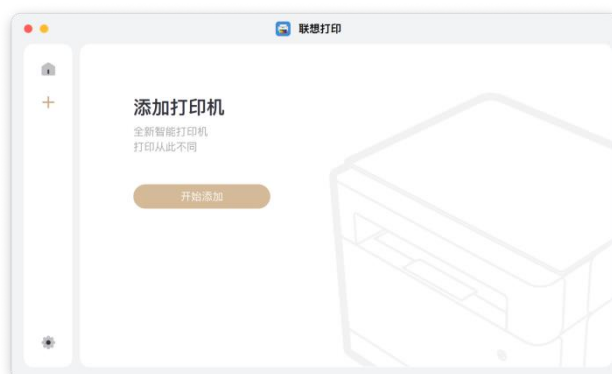 联想打印
添加打印机
全新智能打印机
打印从此不同
开始添加